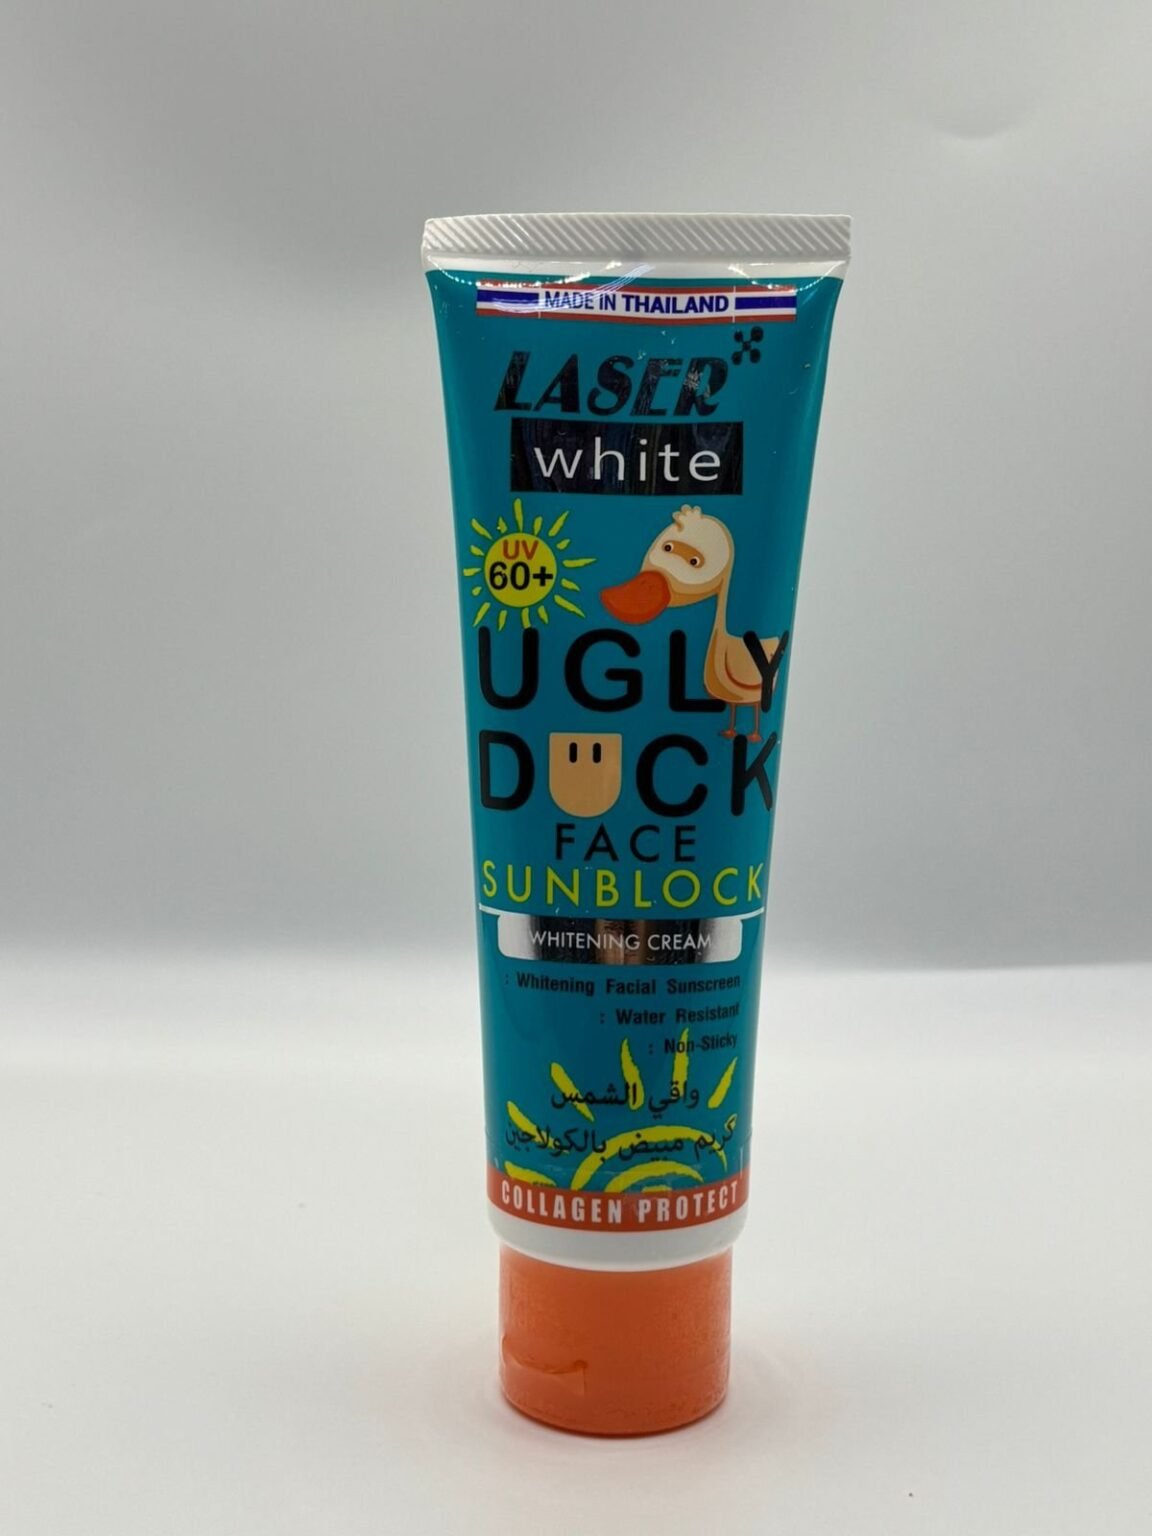 MADE IN THAILAND
LASER
white
UV
60+
UGLY
DUCK
FACE
SUNBLOCK
WHITENING CREAM
: Whitening Facial Sunscreen
: Water Resistant
: Non-Sticky
واقي الشمس
كريم مبيض بالكولاجين
COLLAGEN PROTECT